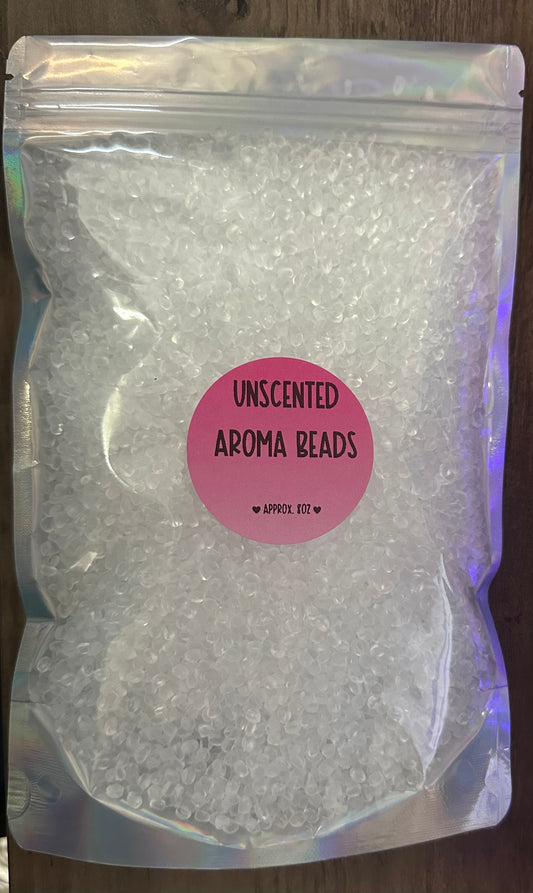 UNSCENTED
AROMA BEADS
♥ APPROX. 8OZ ♥